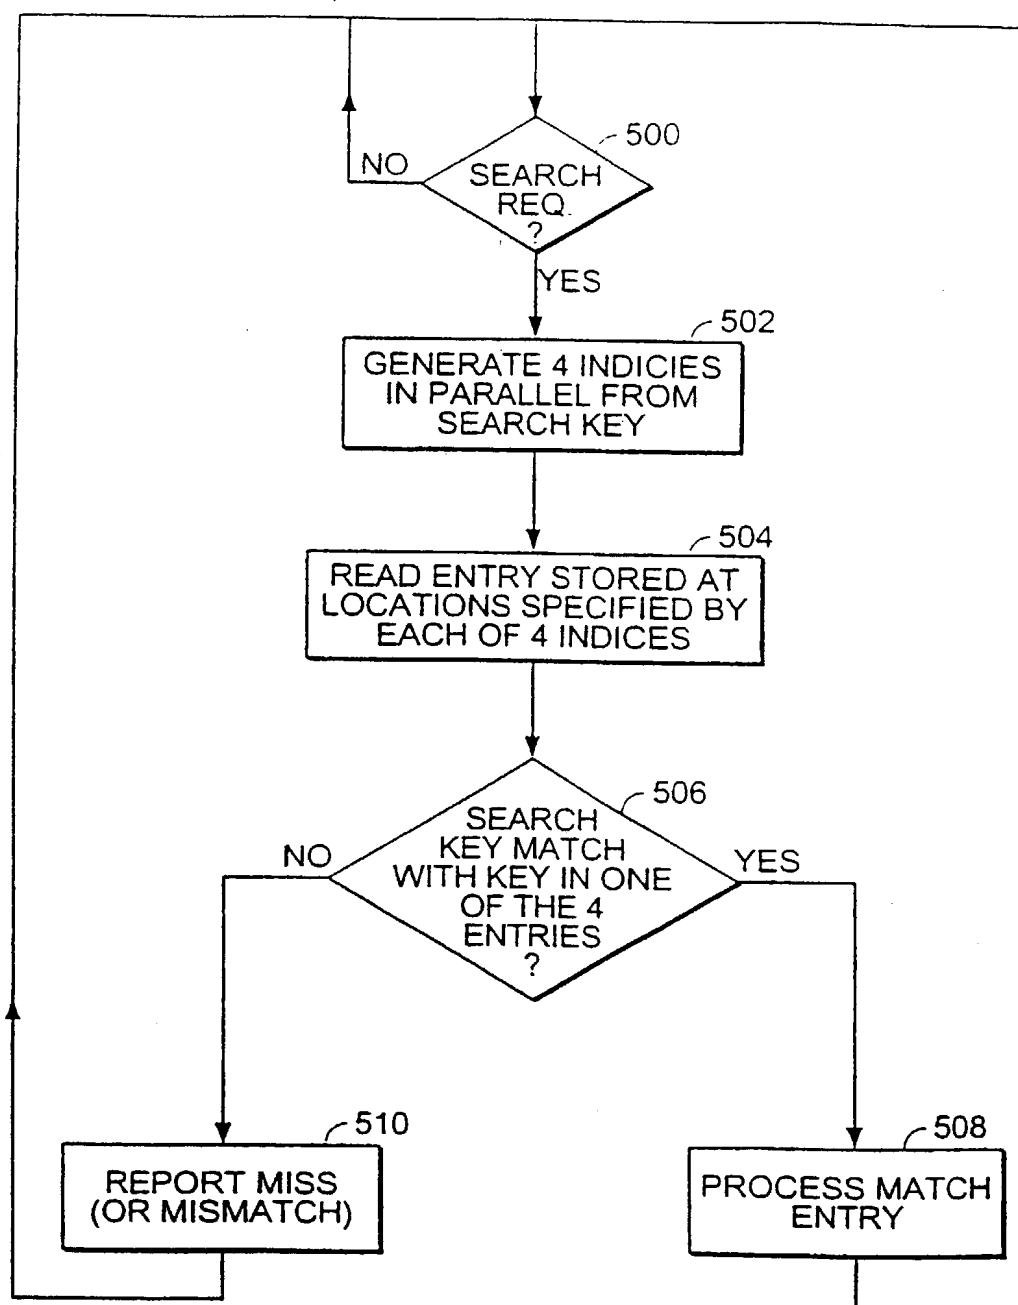 500
NO
SEARCH
REQ.
?
YES
502
GENERATE 4 INDICIES
IN PARALLEL FROM
SEARCH KEY
504
READ ENTRY STORED AT
LOCATIONS SPECIFIED BY
EACH OF 4 INDICES
506
SEARCH
KEY MATCH
WITH KEY IN ONE
OF THE 4
ENTRIES
?
NO
YES
510
REPORT MISS
(OR MISMATCH)
508
PROCESS MATCH
ENTRY